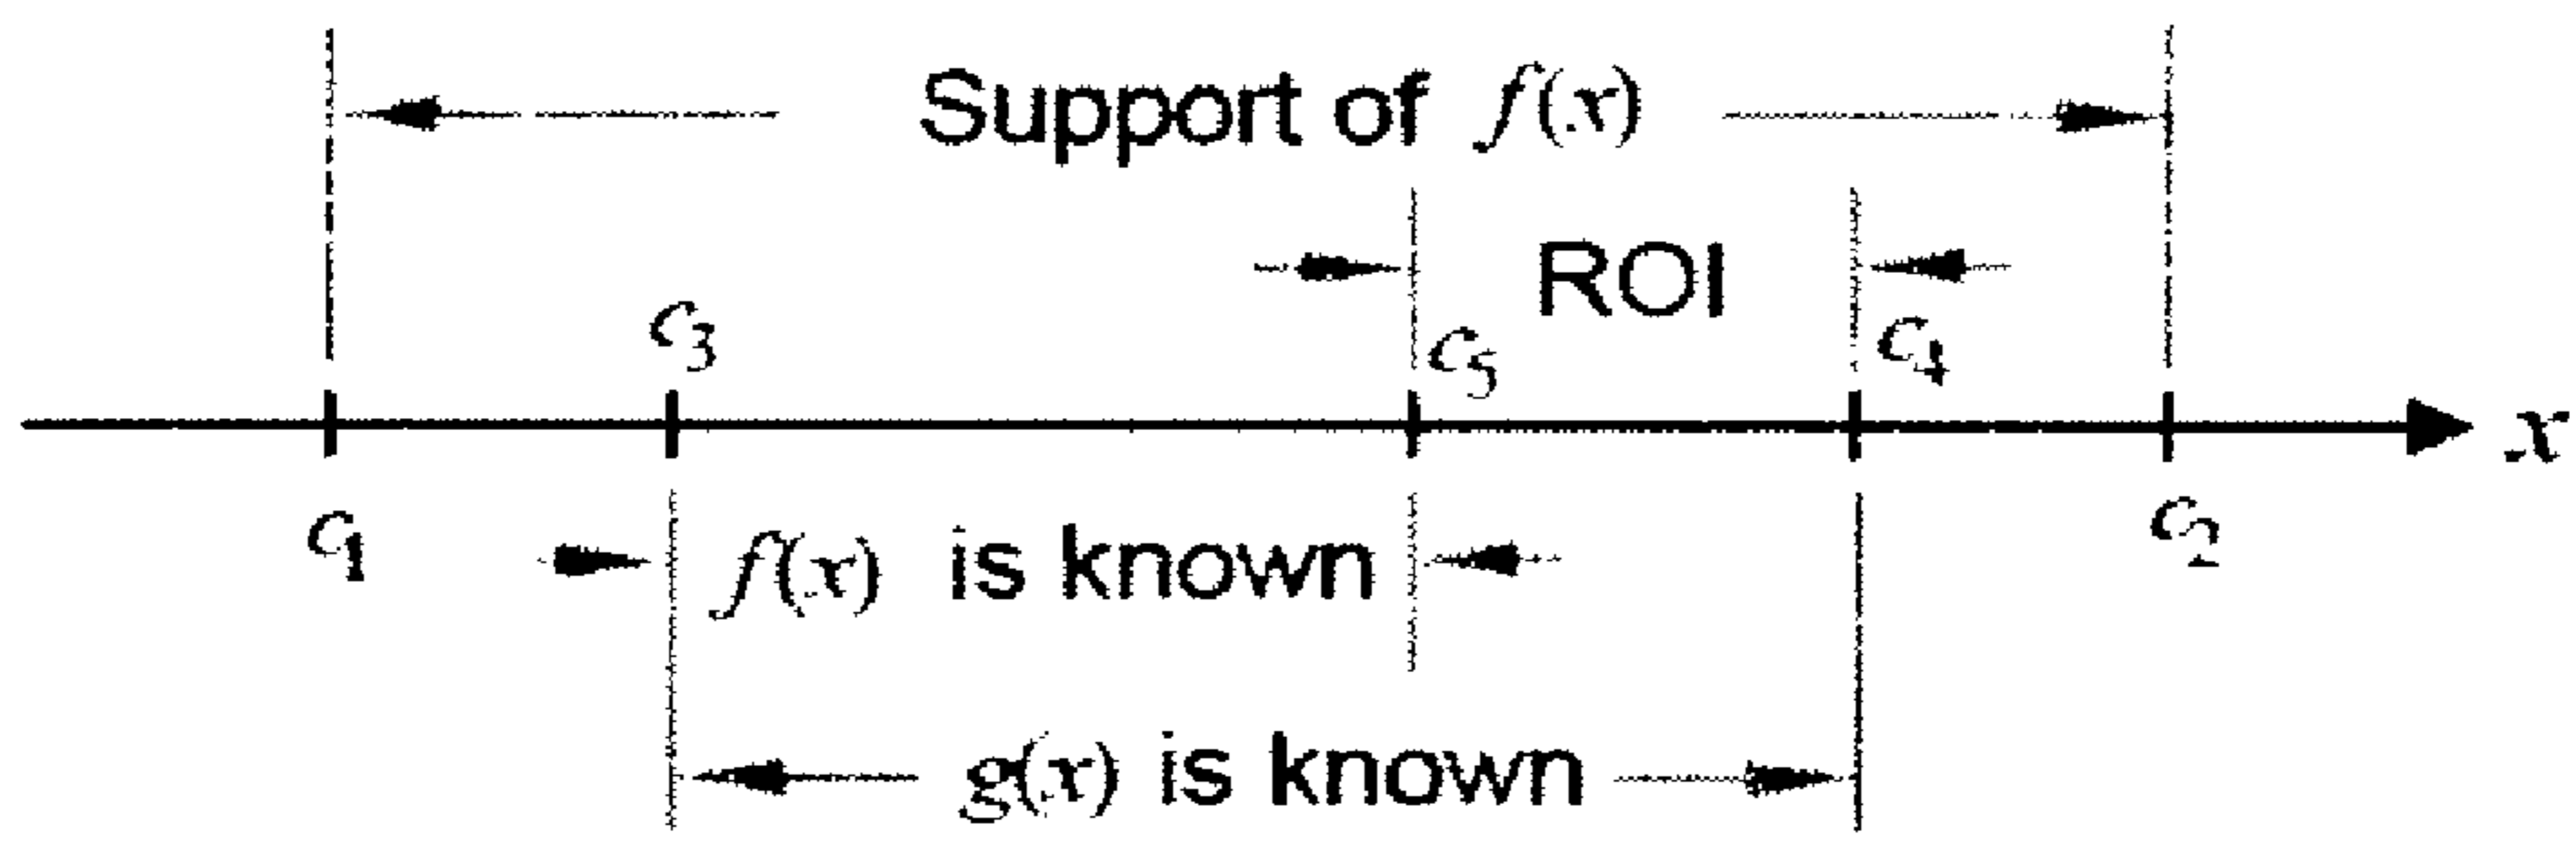 Support of f(x)
ROI
c3
c5
c4
x
c1
f(x) is known
c2
g(x) is known